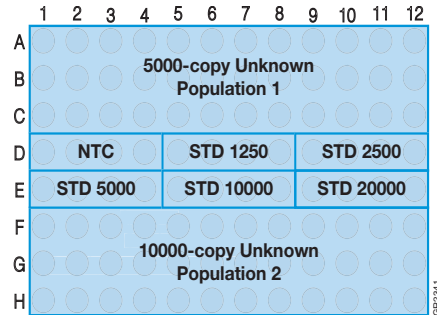 1 2 3 4 5 6 7 8 9 10 11 12
A
5000-copy Unknown
B
Population 1
C
D NTC STD 1250 STD 2500
E STD 5000 STD 10000 STD 20000
F
10000-copy Unknown
G
Population 2
H
GR2341